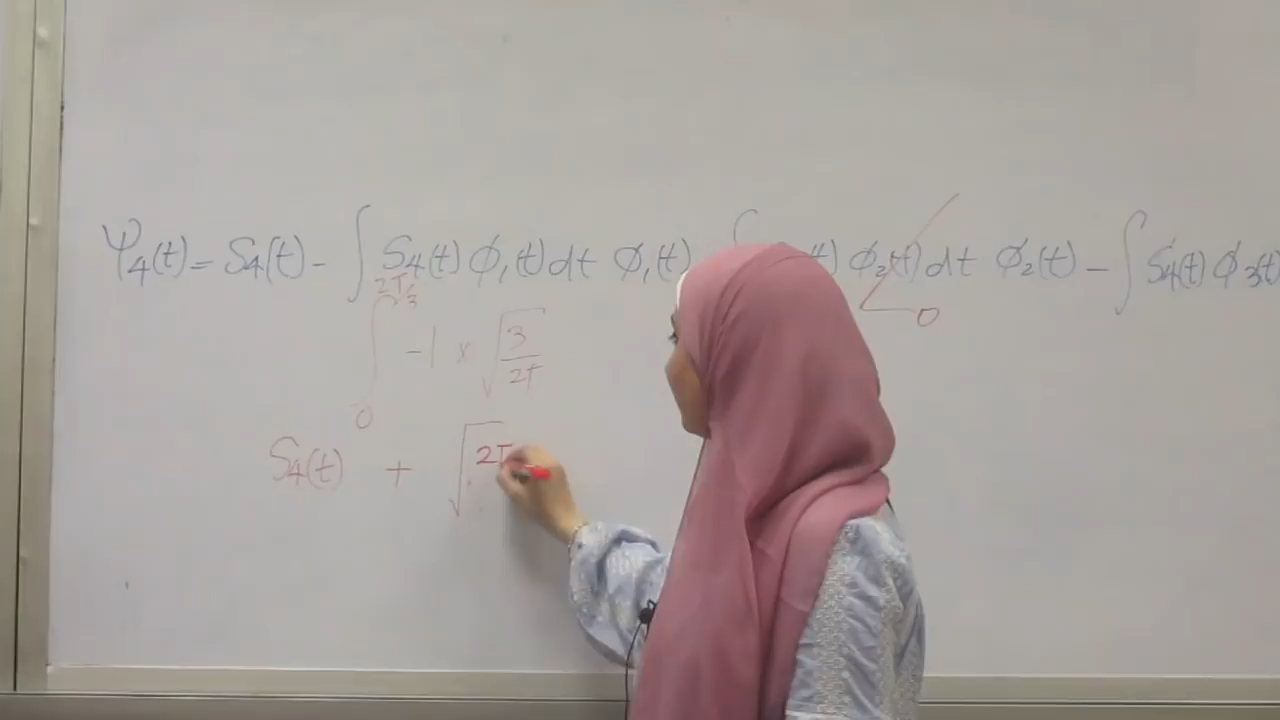 Ψ4(t) = S4(t) - ∫ S4(t) ϕ1(t) dt ϕ1(t) ∫ (t) ϕ2(t) dt ϕ2(t) - ∫ S4(t) ϕ3(t)
0
∫ 0 2T/3 -1 x √3/2T
S4(t) + √2T